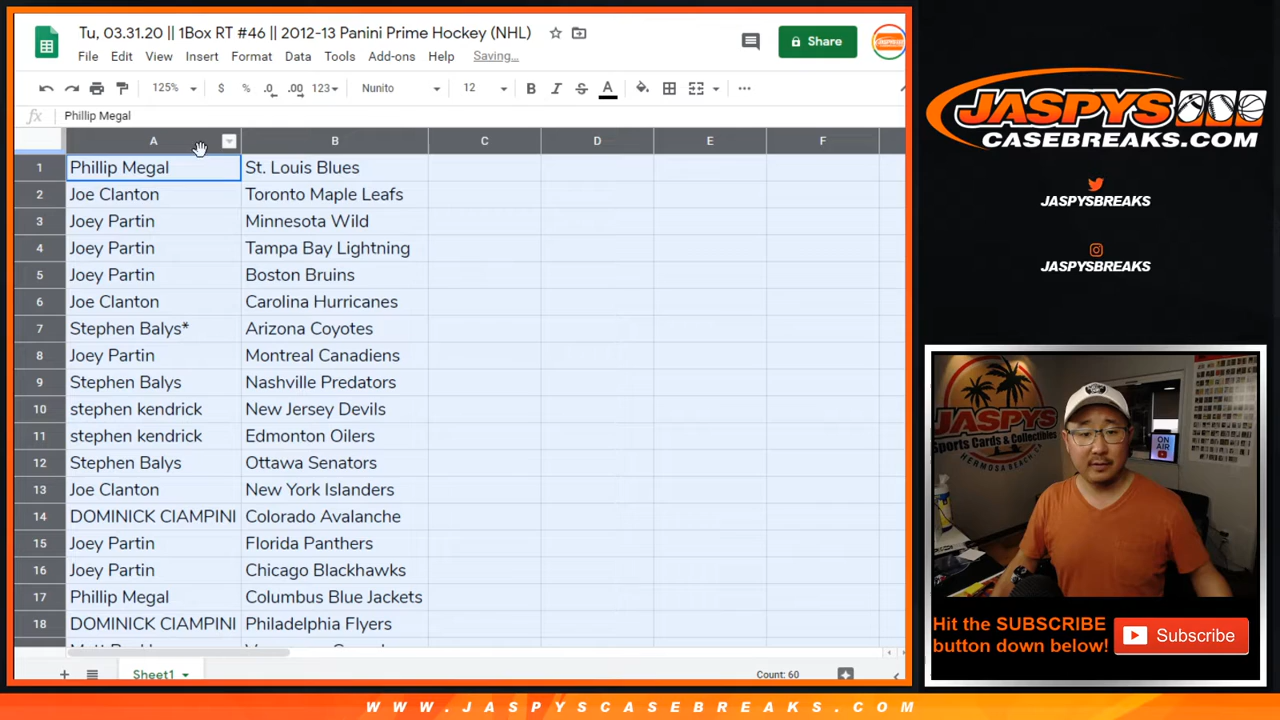 Tu, 03.31.20 || 1Box RT #46 || 2012-13 Panini Prime Hockey (NHL)
File Edit View Insert Format Data Tools Add-ons Help Saving...
Share
125% $ % .0 .00 123 Nunito 12 B I S A
fx Phillip Megal
A B C D E F
1 Phillip Megal St. Louis Blues
2 Joe Clanton Toronto Maple Leafs
3 Joey Partin Minnesota Wild
4 Joey Partin Tampa Bay Lightning
5 Joey Partin Boston Bruins
6 Joe Clanton Carolina Hurricanes
7 Stephen Balys* Arizona Coyotes
8 Joey Partin Montreal Canadiens
9 Stephen Balys Nashville Predators
10 stephen kendrick New Jersey Devils
11 stephen kendrick Edmonton Oilers
12 Stephen Balys Ottawa Senators
13 Joe Clanton New York Islanders
14 DOMINICK CIAMPINI Colorado Avalanche
15 Joey Partin Florida Panthers
16 Joey Partin Chicago Blackhawks
17 Phillip Megal Columbus Blue Jackets
18 DOMINICK CIAMPINI Philadelphia Flyers
Sheet1
Count: 60
JASPYS
CASEBREAKS.COM
JASPYSBREAKS
JASPYSBREAKS
JASPYS
Sports Cards & Collectibles
HERMOSA BEACH
ON
AIR
Hit the SUBSCRIBE
button down below!
Subscribe
WWW.JASPYSCASEBREAKS.COM